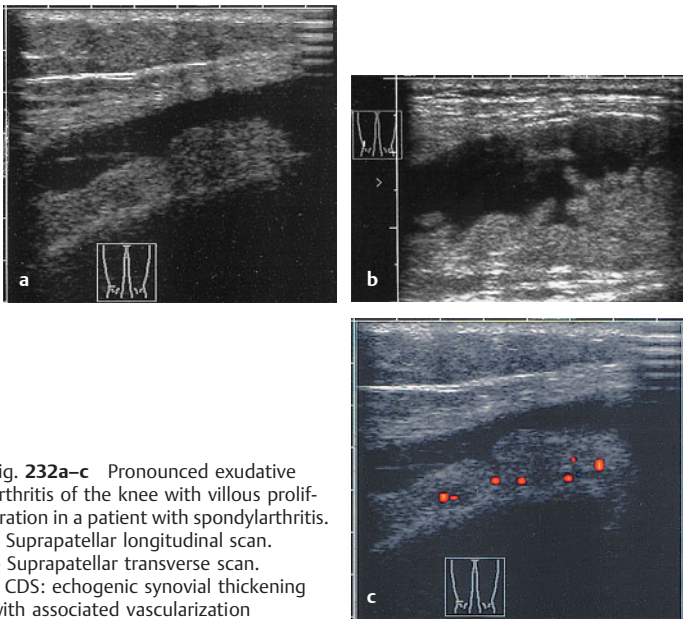 a
b
c
ig. 232a–c Pronounced exudative
rthritis of the knee with villous prolif-
ration in a patient with spondylarthritis.
Suprapatellar longitudinal scan.
Suprapatellar transverse scan.
CDS: echogenic synovial thickening
ith associated vascularization